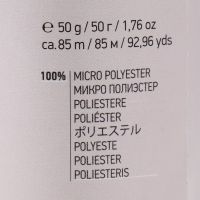 ℮ 50 g / 50 г / 1,76 oz
ca. 85 m / 85 м / 92,96 yds
100% MICRO POLYESTER
МИКРО ПОЛИЭСТЕР
POLIESTERE
POLIÉSTER
ポリエステル
POLYESTE
POLIESTER
POLIESTERIS